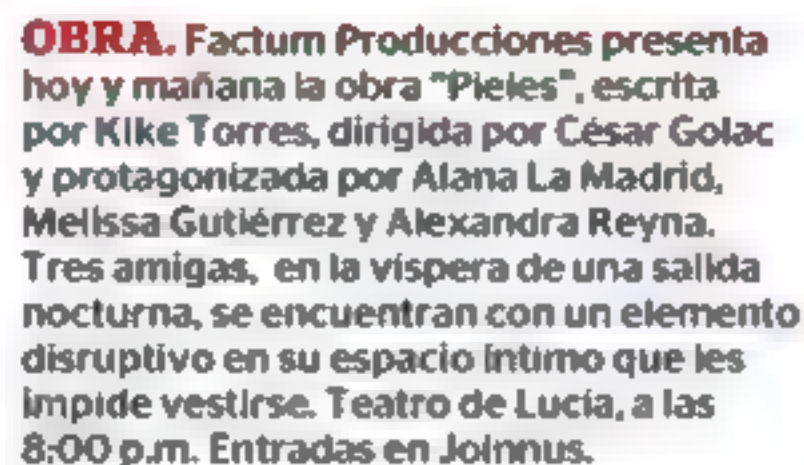 OBRA. Factum Producciones presenta
hoy y mañana la obra "Pieles", escrita
por Kike Torres, dirigida por César Golac
y protagonizada por Alana La Madrid,
Melissa Gutiérrez y Alexandra Reyna.
Tres amigas, en la víspera de una salida
nocturna, se encuentran con un elemento
disruptivo en su espacio íntimo que les
impide vestirse. Teatro de Lucía, a las
8:00 p.m. Entradas en Joinnus.